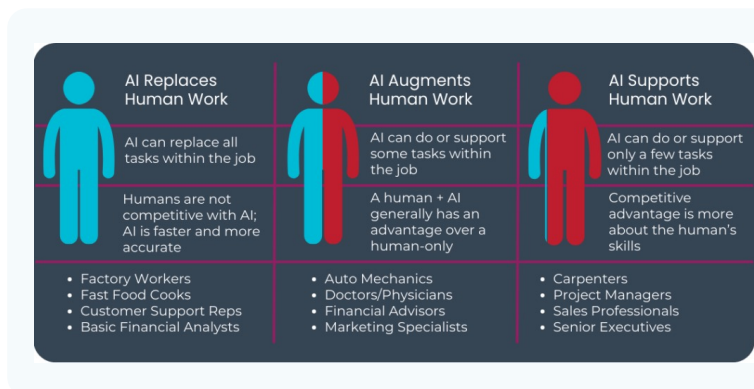 AI Replaces
Human Work
AI can replace all
tasks within the job
Humans are not
competitive with AI;
AI is faster and more
accurate
• Factory Workers
• Fast Food Cooks
• Customer Support Reps
• Basic Financial Analysts
AI Augments
Human Work
AI can do or support
some tasks within
the job
A human + AI
generally has an
advantage over a
human-only
• Auto Mechanics
• Doctors/Physicians
• Financial Advisors
• Marketing Specialists
AI Supports
Human Work
AI can do or support
only a few tasks
within the job
Competitive
advantage is more
about the human's
skills
• Carpenters
• Project Managers
• Sales Professionals
• Senior Executives